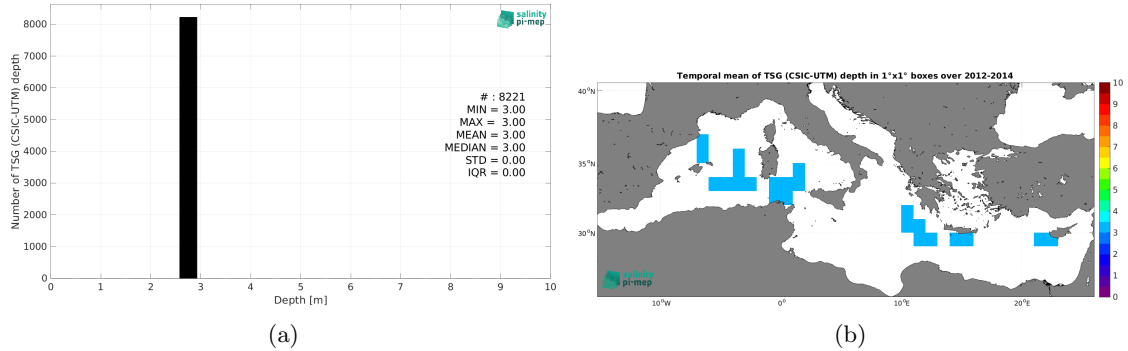 8000
7000
6000
5000
4000
3000
2000
1000
0
Number of TSG (CSIC-UTM) depth
salinity
pi-mep
# : 8221
MIN = 3.00
MAX = 3.00
MEAN = 3.00
MEDIAN = 3.00
STD = 0.00
IQR = 0.00
0 1 2 3 4 5 6 7 8 9 10
Depth [m]
(a)
Temporal mean of TSG (CSIC-UTM) depth in 1°x1° boxes over 2012-2014
40°N
35°N
30°N
salinity
pi-mep
10°W 0° 10°E 20°E
10
9
8
7
6
5
4
3
2
1
0
(b)